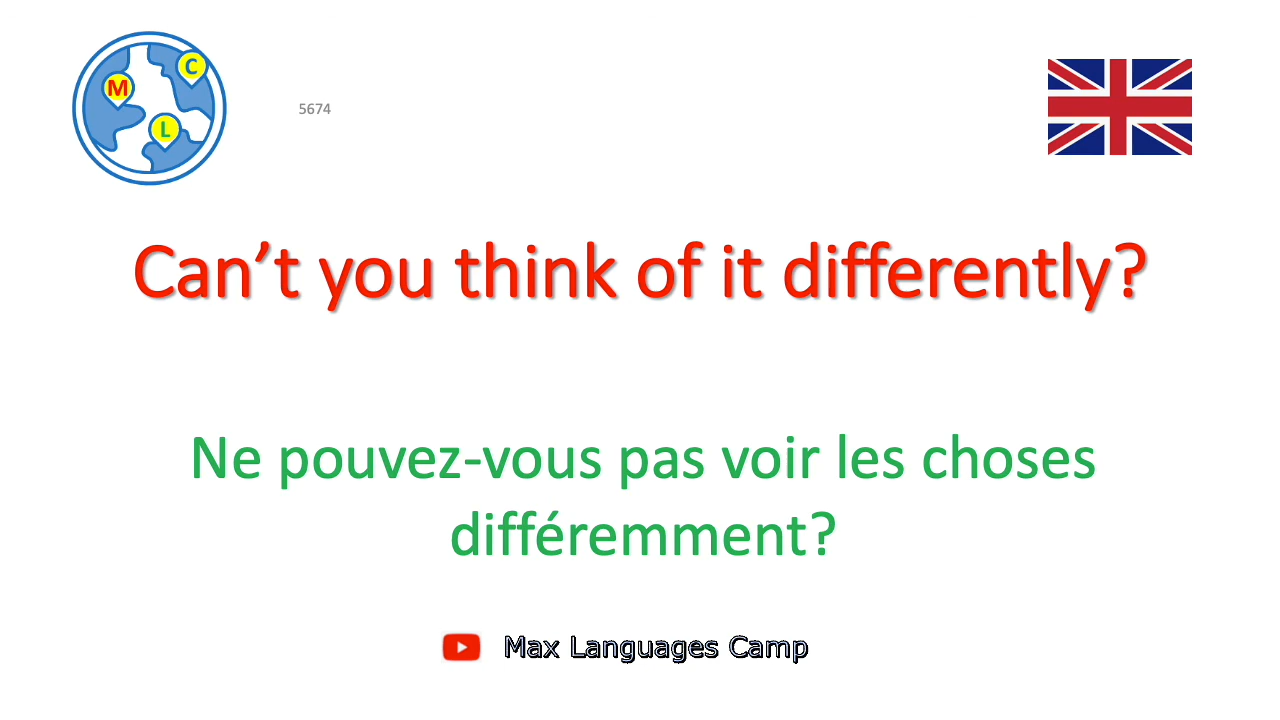 M
C
L
5674
Can’t you think of it differently?
Ne pouvez-vous pas voir les choses
différemment?
Max Languages Camp